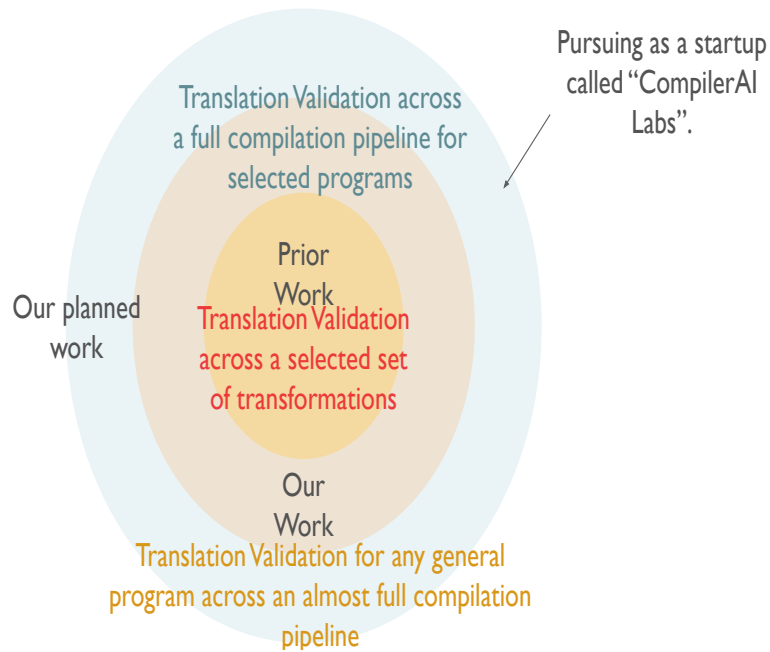 Pursuing as a startup
called “CompilerAI
Labs”.
Translation Validation across
a full compilation pipeline for
selected programs
Prior
Work
Our planned
work
Translation Validation
across a selected set
of transformations
Our
Work
Translation Validation for any general
program across an almost full compilation
pipeline